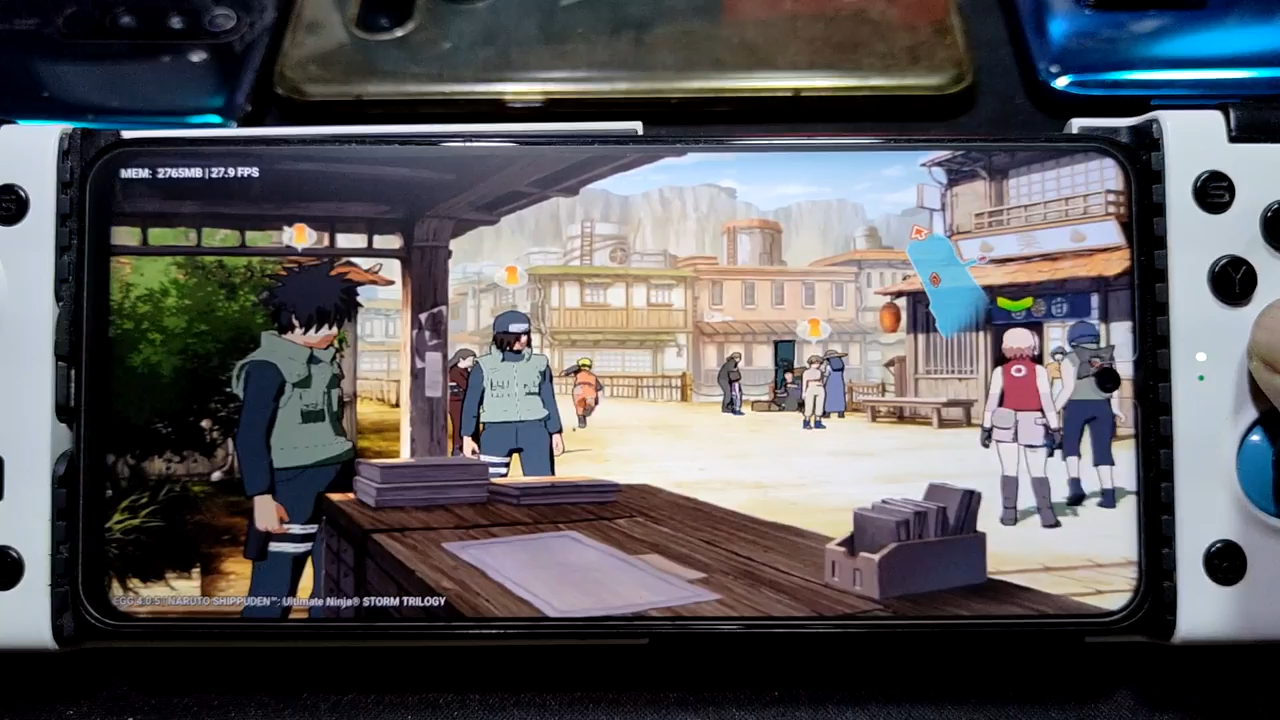 MEM: 2765MB | 27.9 FPS
S
S
Y
EGG 4.0.5 "NARUTO SHIPPUDEN™: Ultimate Ninja® STORM TRILOGY